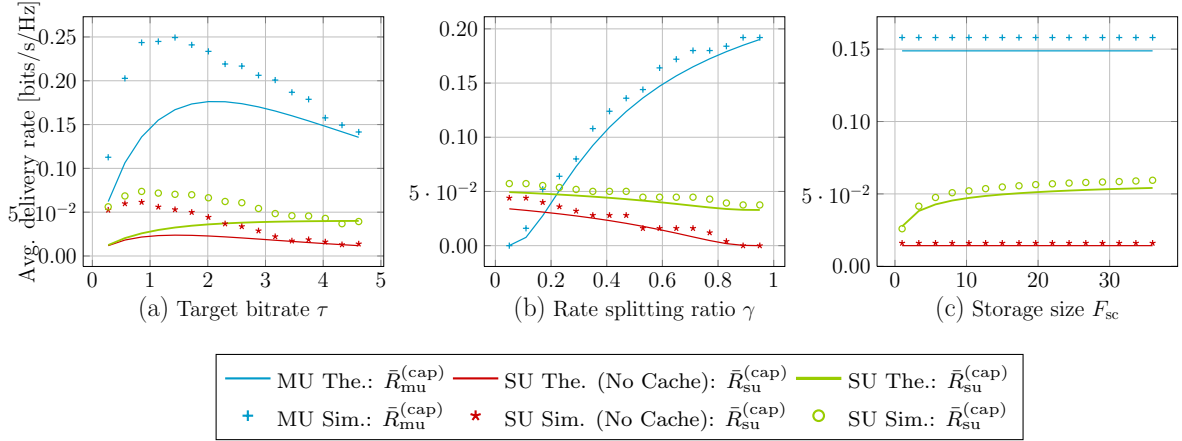 Avg. delivery rate [bits/s/Hz]
0.25
0.20
0.15
0.10
5 · 10⁻²
0.00
0 1 2 3 4 5
(a) Target bitrate τ
0.20
0.15
0.10
5 · 10⁻²
0.00
0 0.2 0.4 0.6 0.8 1
(b) Rate splitting ratio γ
0.15
0.10
5 · 10⁻²
0.00
0 10 20 30
(c) Storage size F_sc
MU The.: R̄_mu^(cap) SU The. (No Cache): R̄_su^(cap) SU The.: R̄_su^(cap)
MU Sim.: R̄_mu^(cap) SU Sim. (No Cache): R̄_su^(cap) SU Sim.: R̄_su^(cap)